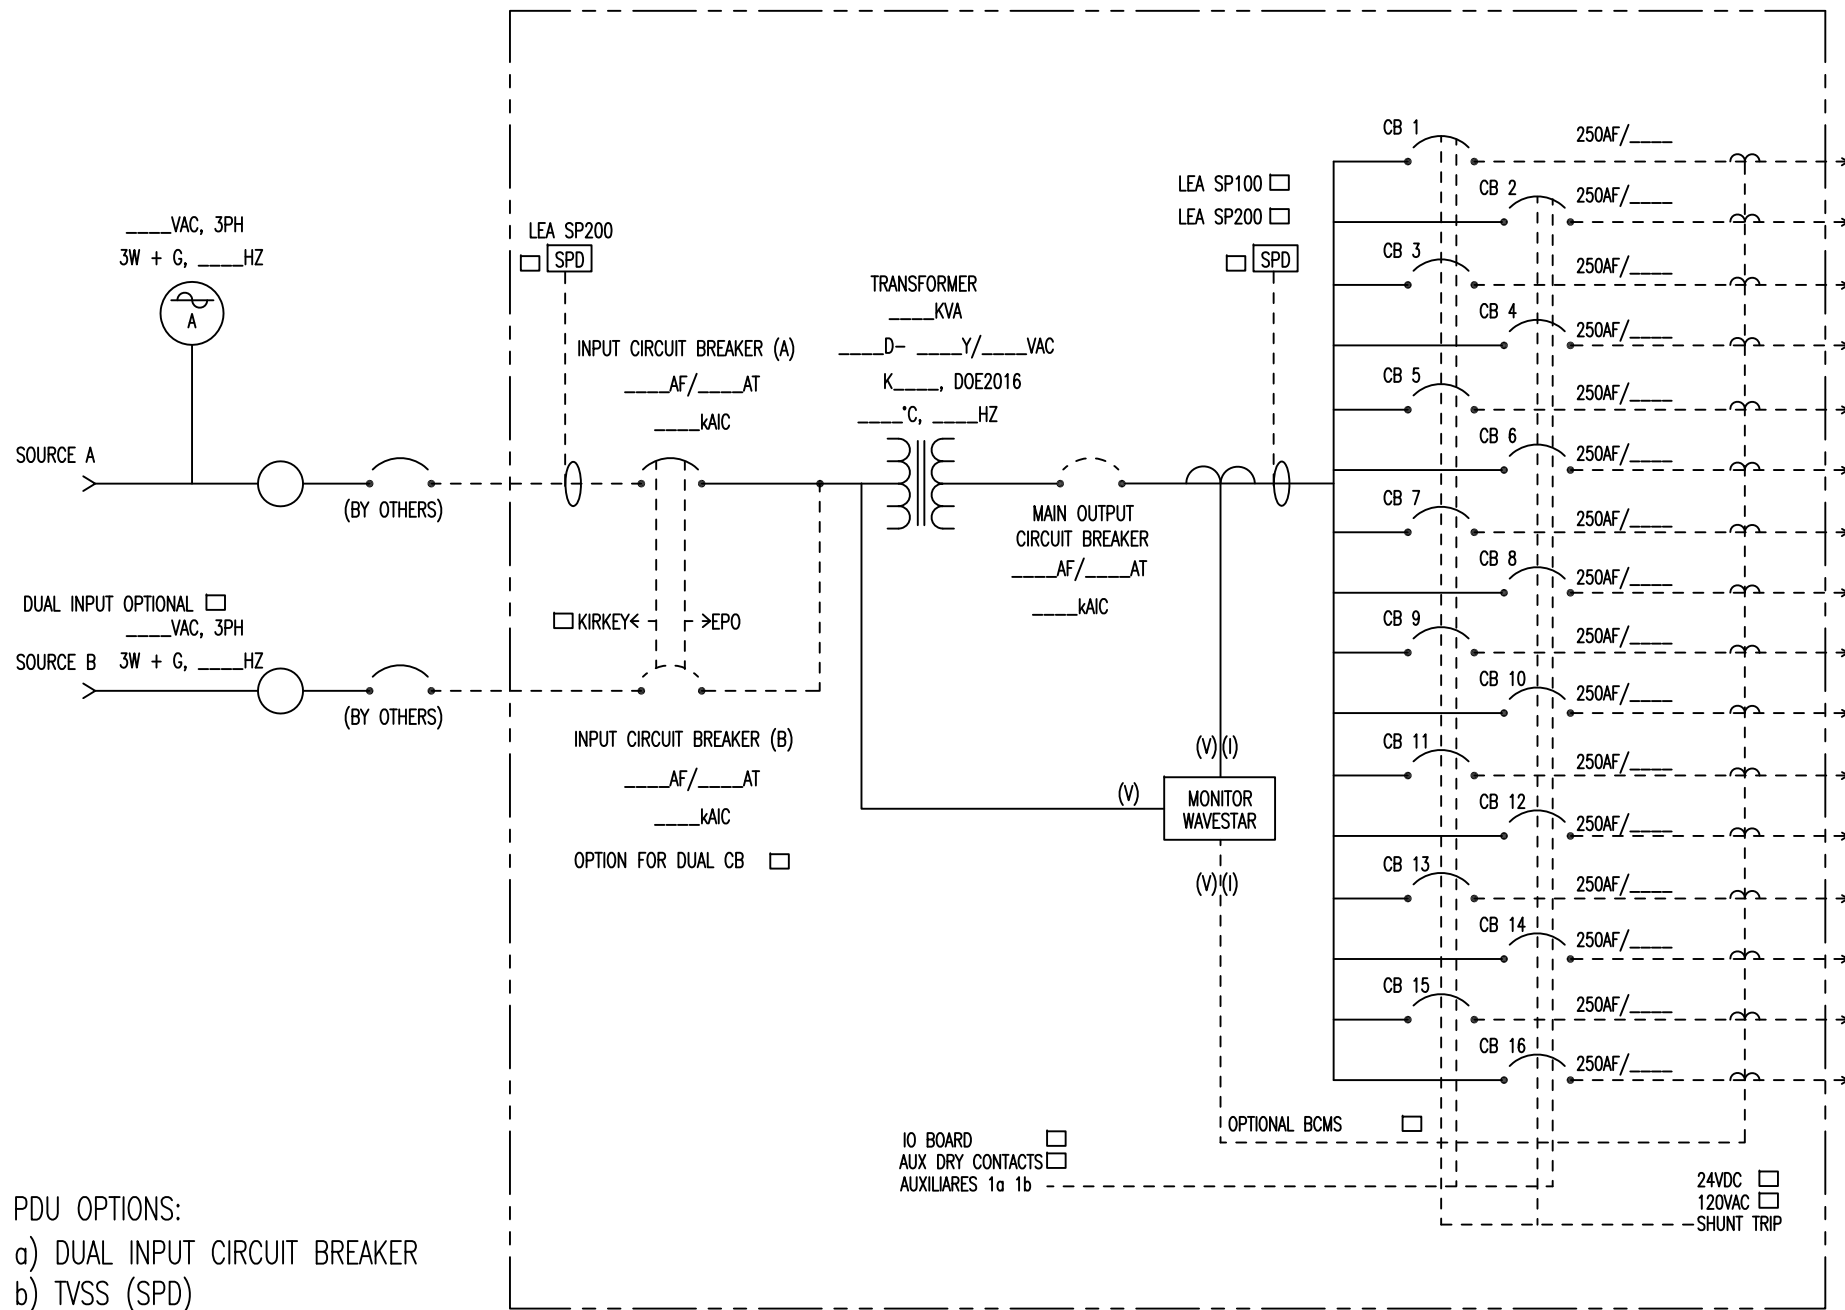 ____VAC, 3PH
3W + G, ____HZ
A
SOURCE A
(BY OTHERS)
DUAL INPUT OPTIONAL
____VAC, 3PH
SOURCE B
3W + G, ____HZ
(BY OTHERS)
LEA SP200
SPD
INPUT CIRCUIT BREAKER (A)
____AF/____AT
____kAIC
KIRKEY
EPO
INPUT CIRCUIT BREAKER (B)
____AF/____AT
____kAIC
OPTION FOR DUAL CB
TRANSFORMER
____KVA
____D- ____Y/____VAC
K____, DOE2016
____°C, ____HZ
MAIN OUTPUT
CIRCUIT BREAKER
____AF/____AT
____kAIC
LEA SP100
LEA SP200
SPD
(V) (I)
(V)
MONITOR
WAVESTAR
(V) (I)
CB 1
250AF/____
CB 2
250AF/____
CB 3
250AF/____
CB 4
250AF/____
CB 5
250AF/____
CB 6
250AF/____
CB 7
250AF/____
CB 8
250AF/____
CB 9
250AF/____
CB 10
250AF/____
CB 11
250AF/____
CB 12
250AF/____
CB 13
250AF/____
CB 14
250AF/____
CB 15
250AF/____
CB 16
250AF/____
OPTIONAL BCMS
IO BOARD
AUX DRY CONTACTS
AUXILIARES 1a 1b
24VDC
120VAC
SHUNT TRIP
PDU OPTIONS:
a) DUAL INPUT CIRCUIT BREAKER
b) TVSS (SPD)